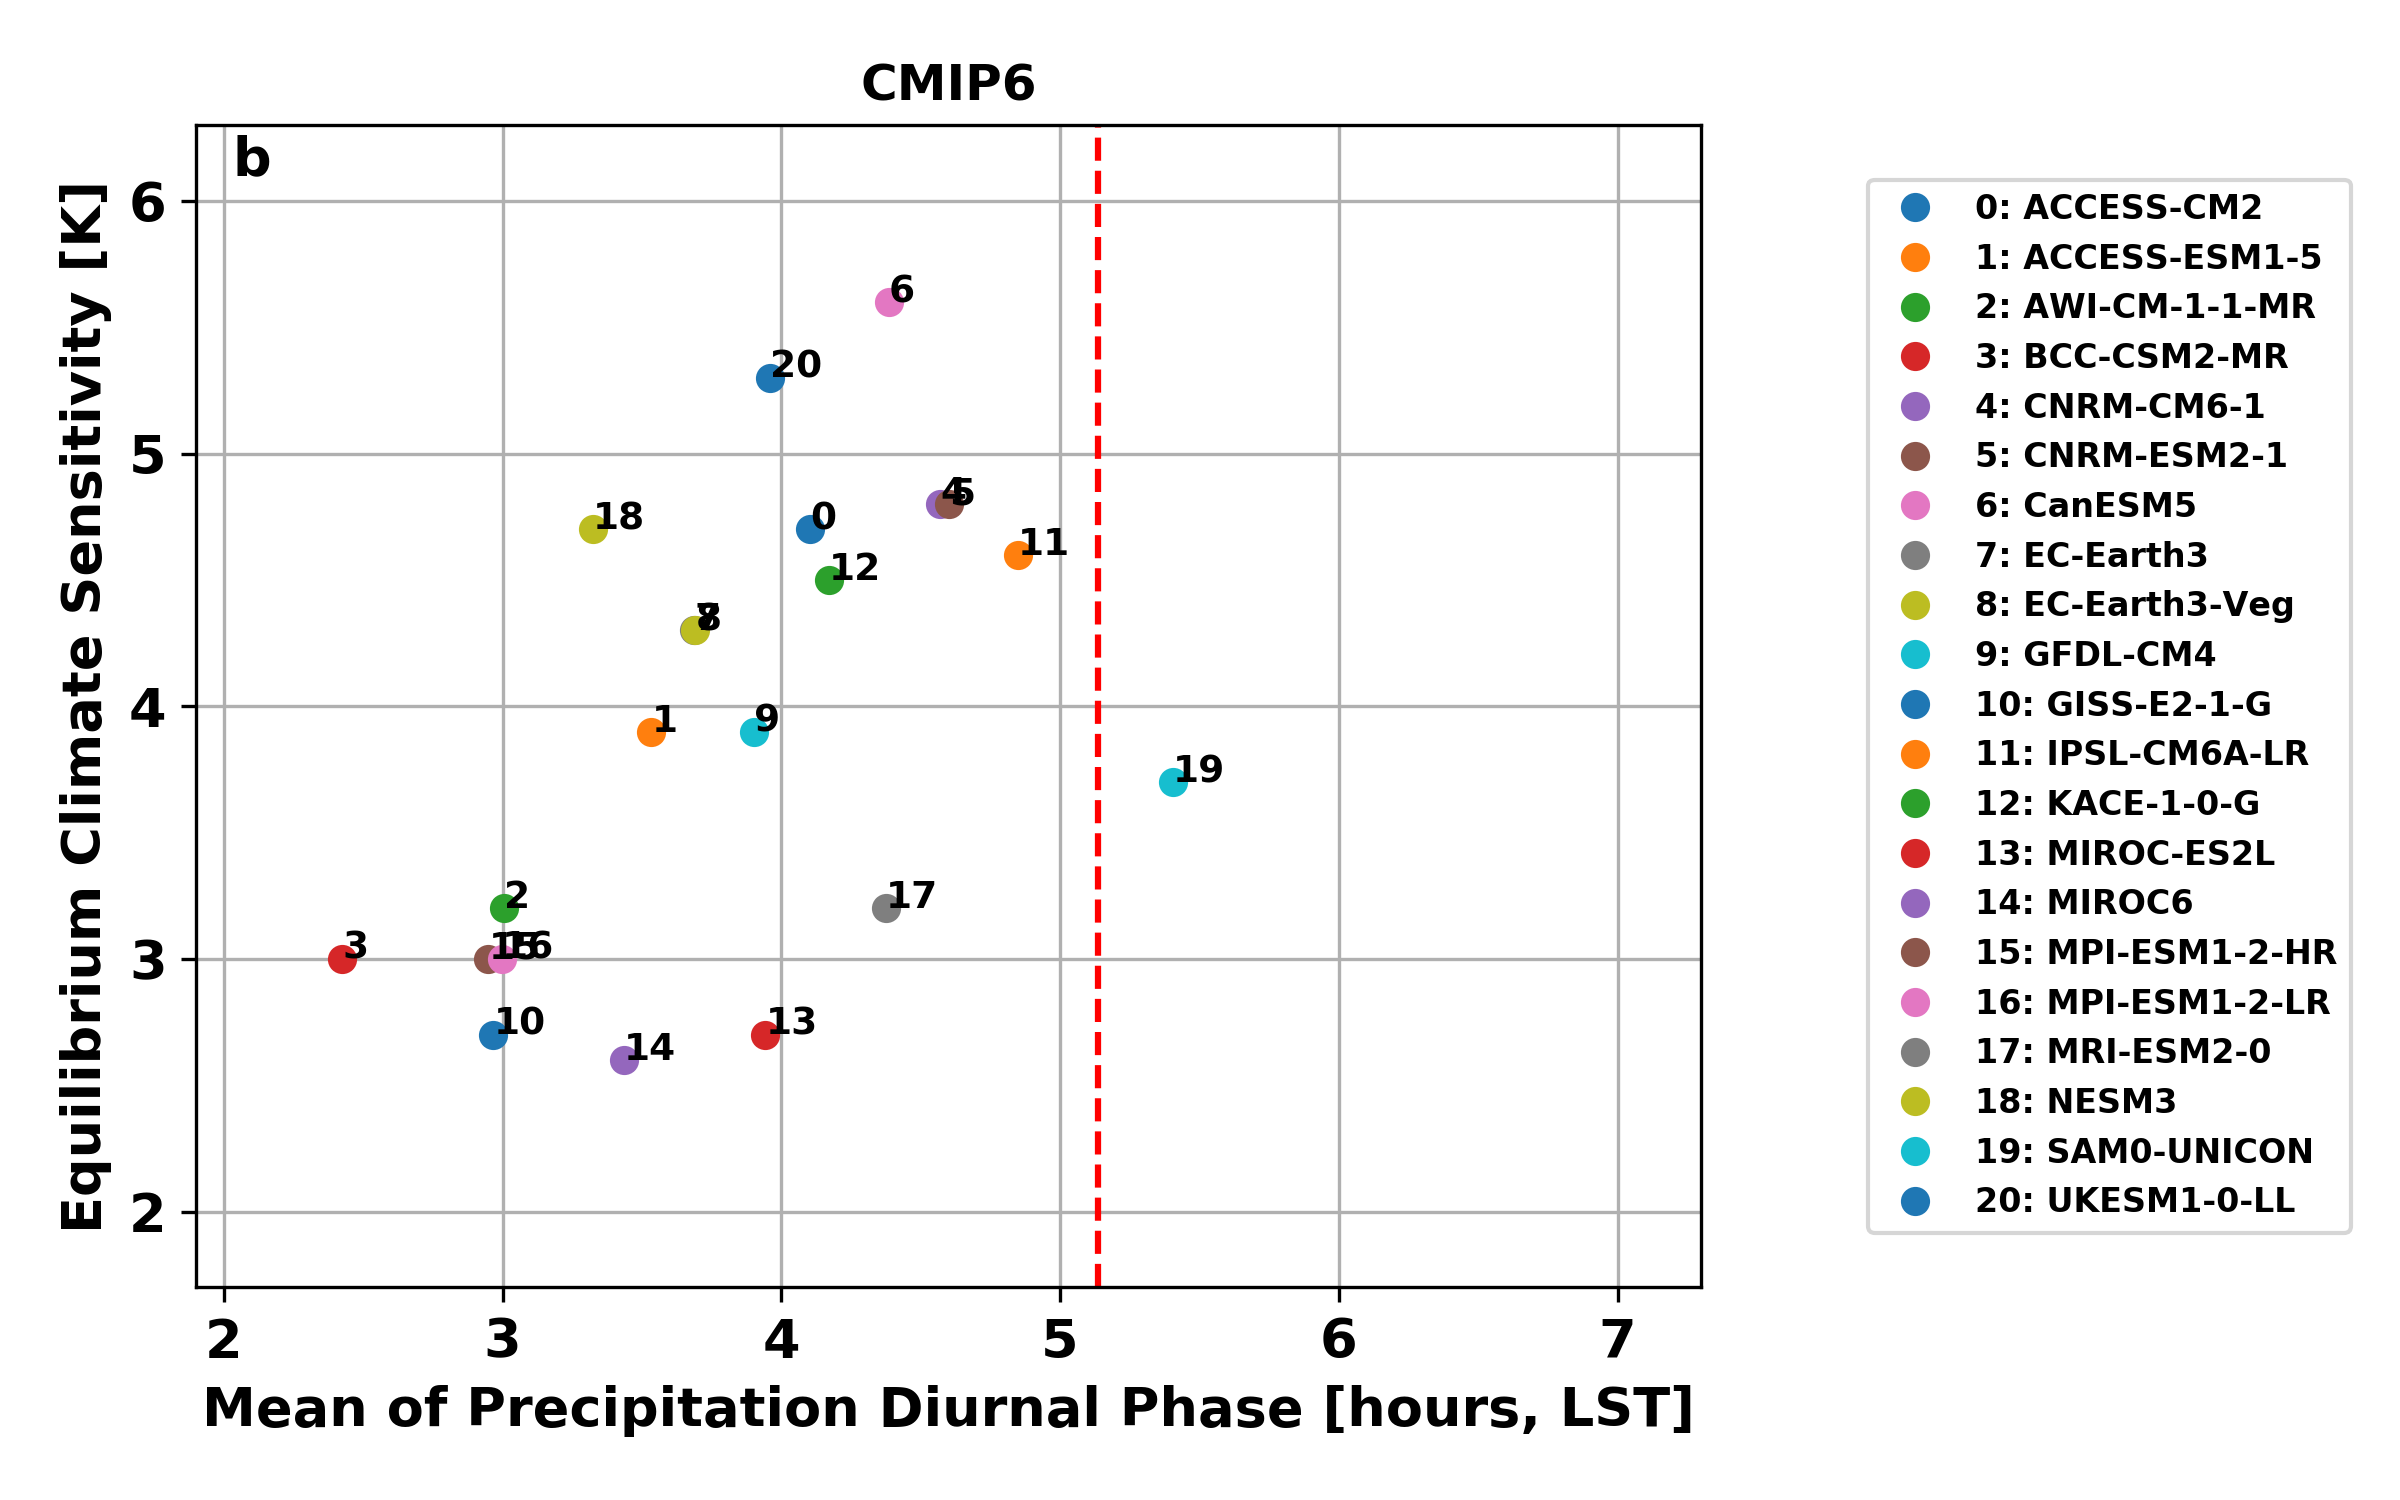 CMIP6
b
Equilibrium Climate Sensitivity [K]
6
5
4
3
2
6
20
18
0
4
5
11
12
7
8
1
9
19
2
17
3
15
16
10
13
14
2 3 4 5 6 7
Mean of Precipitation Diurnal Phase [hours, LST]
0: ACCESS-CM2
1: ACCESS-ESM1-5
2: AWI-CM-1-1-MR
3: BCC-CSM2-MR
4: CNRM-CM6-1
5: CNRM-ESM2-1
6: CanESM5
7: EC-Earth3
8: EC-Earth3-Veg
9: GFDL-CM4
10: GISS-E2-1-G
11: IPSL-CM6A-LR
12: KACE-1-0-G
13: MIROC-ES2L
14: MIROC6
15: MPI-ESM1-2-HR
16: MPI-ESM1-2-LR
17: MRI-ESM2-0
18: NESM3
19: SAM0-UNICON
20: UKESM1-0-LL